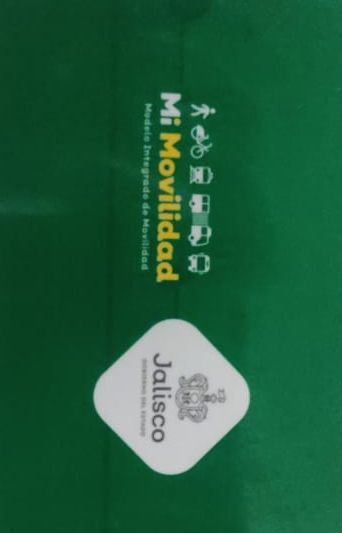 Mi Movilidad
Modelo Integrado de Movilidad
Jalisco
GOBIERNO DEL ESTADO